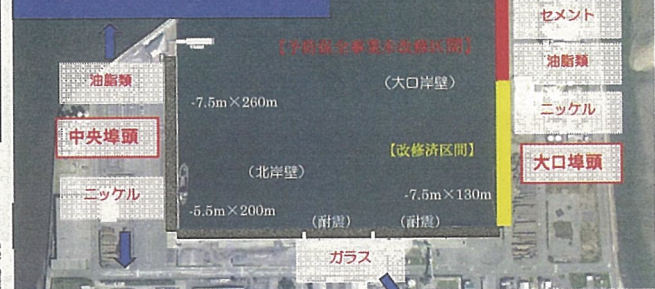 セメント
油脂類
油脂類
（大口岸壁）
-7.5m×260m
ニッケル
中央埠頭
【改修済区間】
大口埠頭
（北岸壁）
ニッケル
-7.5m×130m
-5.5m×200m
（耐震）
（耐震）
ガラス